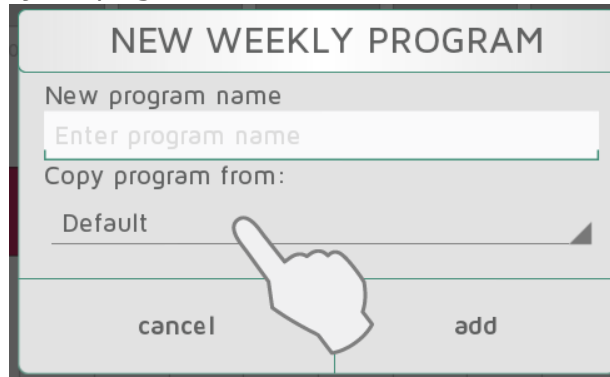 NEW WEEKLY PROGRAM
New program name
Enter program name
Copy program from:
Default
cancel
add